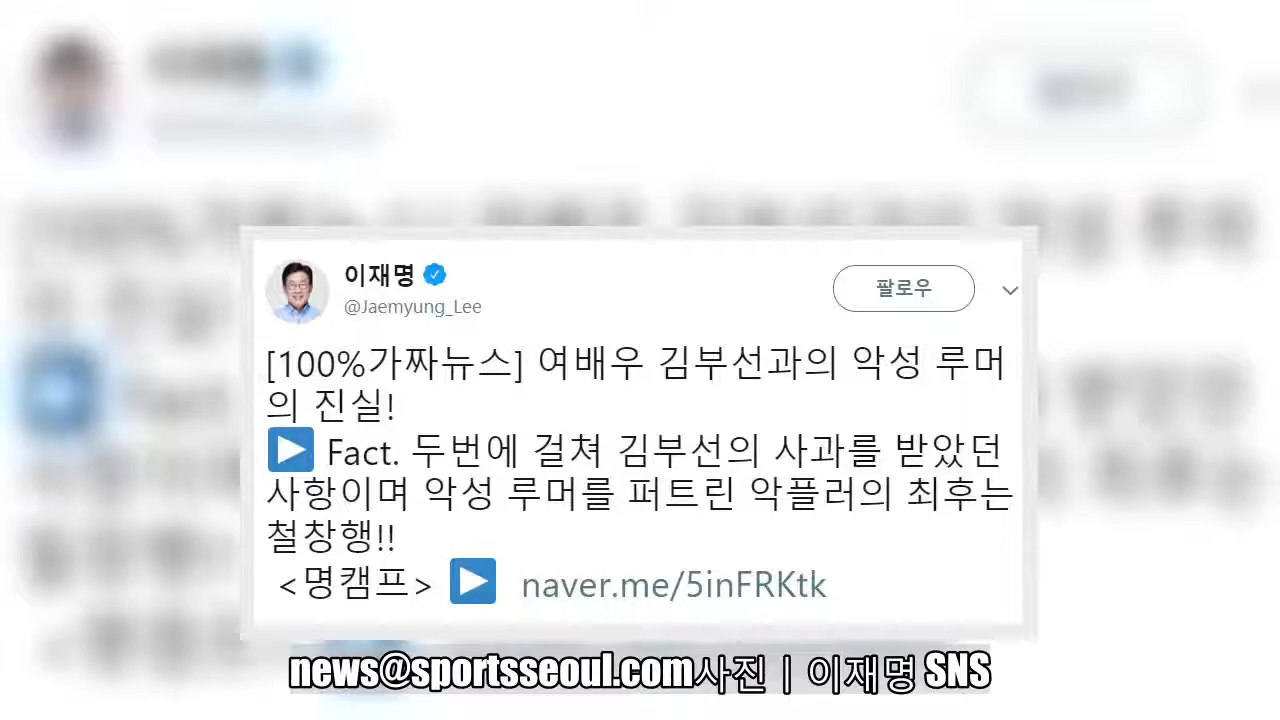 이재명
@Jaemyung_Lee
팔로우
[100%가짜뉴스] 여배우 김부선과의 악성 루머
의 진실!
Fact. 두번에 걸쳐 김부선의 사과를 받았던
사항이며 악성 루머를 퍼트린 악플러의 최후는
철창행!!
<명캠프> naver.me/5inFRKtk
news@sportsseoul.com사진ㅣ이재명 SNS